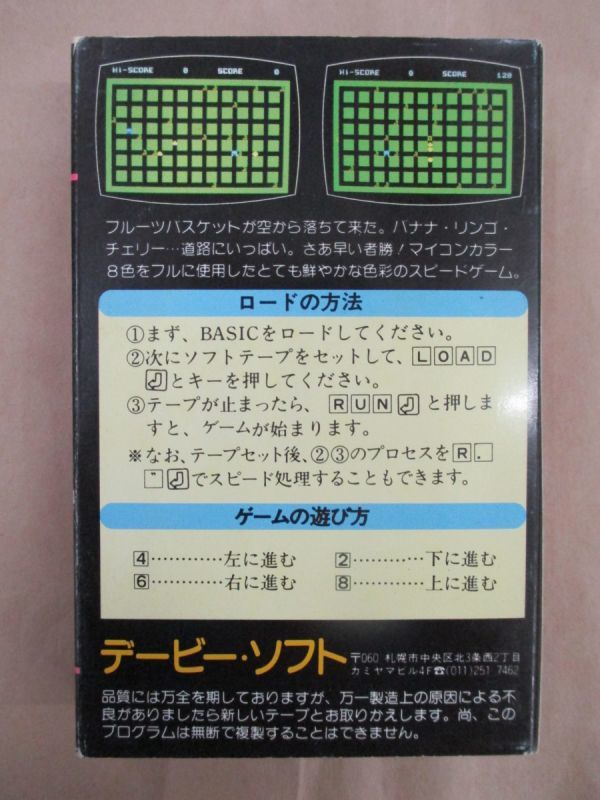 HI-SCORE 0 SCORE 0
HI-SCORE 0 SCORE 120
フルーツバスケットが空から落ちて来た。バナナ・リンゴ・
チェリー…道路にいっぱい。さあ早い者勝！マイコンカラー
8色をフルに使用したとても鮮やかな色彩のスピードゲーム。
ロードの方法
①まず、BASICをロードしてください。
②次にソフトテープをセットして、LOAD
↲とキーを押してください。
③テープが止まったら、RUN↲と押しま
すと、ゲームが始まります。
※なお、テープセット後、②③のプロセスをR.
"↲でスピード処理することもできます。
ゲームの遊び方
4…………左に進む 2…………下に進む
6…………右に進む 8…………上に進む
デービー・ソフト 〒060 札幌市中央区北3条西2丁目
カミヤマビル4F☎(011)251 7462
品質には万全を期しておりますが、万一製造上の原因による不
良がありましたら新しいテープとお取りかえします。尚、この
プログラムは無断で複製することはできません。